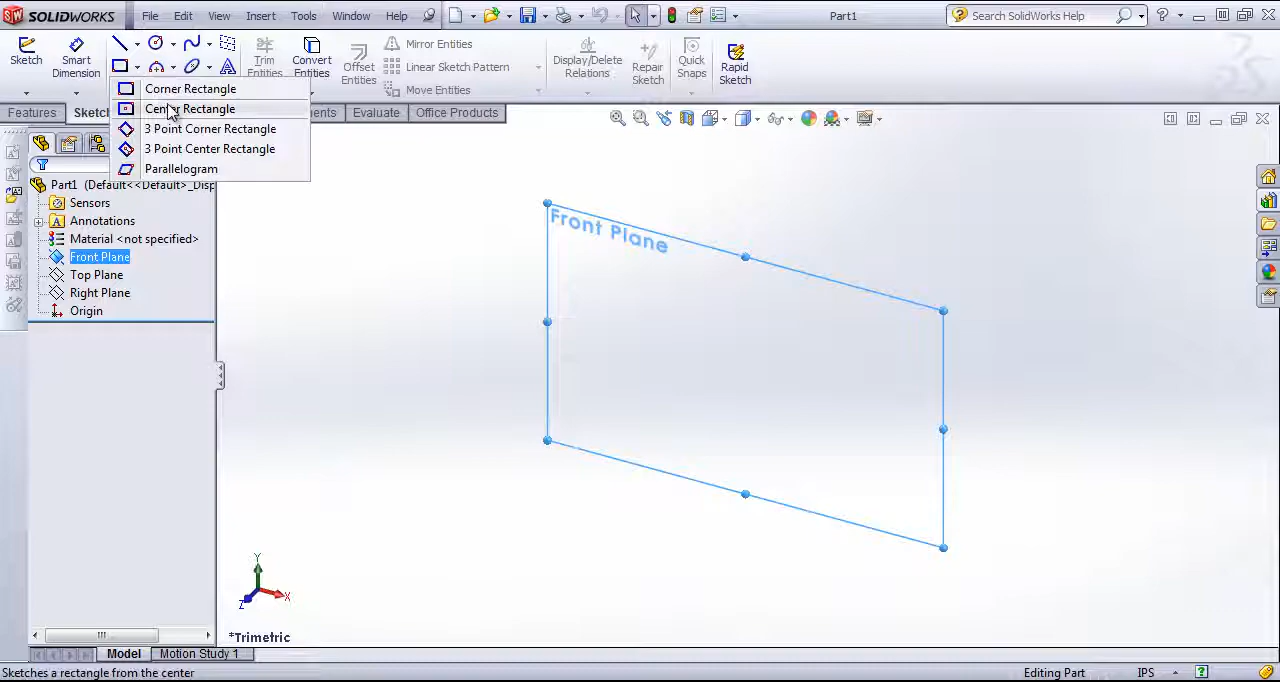 SOLIDWORKS File Edit View Insert Tools Window Help Part1 Search SolidWorks Help
Sketch Smart Dimension Trim Entities Convert Entities Offset Entities Mirror Entities Linear Sketch Pattern Move Entities Display/Delete Relations Repair Sketch Quick Snaps Rapid Sketch
Corner Rectangle
Center Rectangle
3 Point Corner Rectangle
3 Point Center Rectangle
Parallelogram
Features Sketch Evaluate Office Products
Part1 (Default<<Default>_Disp
Sensors
Annotations
Material <not specified>
Front Plane
Top Plane
Right Plane
Origin
Front Plane
Y
X
Z
*Trimetric
Model Motion Study 1
Sketches a rectangle from the center Editing Part IPS